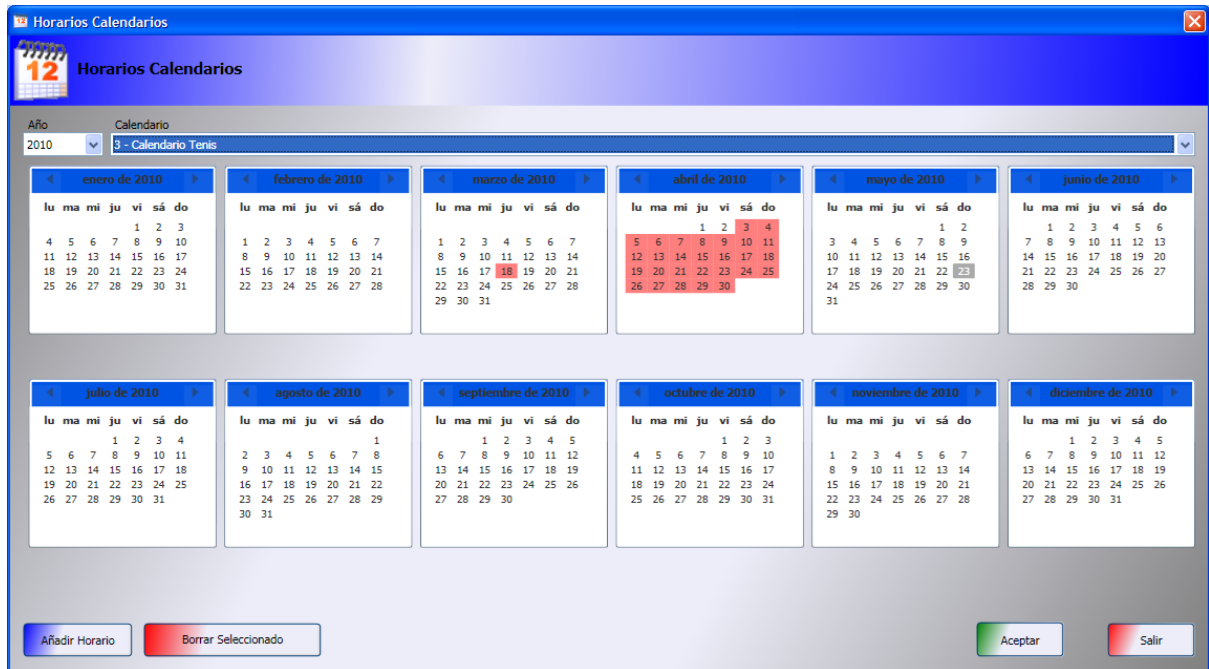 12 Horarios Calendarios
12
Horarios Calendarios
Año
2010
Calendario
3 - Calendario Tenis
enero de 2010
lu ma mi ju vi sá do
1 2 3
4 5 6 7 8 9 10
11 12 13 14 15 16 17
18 19 20 21 22 23 24
25 26 27 28 29 30 31
febrero de 2010
lu ma mi ju vi sá do
1 2 3 4 5 6 7
8 9 10 11 12 13 14
15 16 17 18 19 20 21
22 23 24 25 26 27 28
marzo de 2010
lu ma mi ju vi sá do
1 2 3 4 5 6 7
8 9 10 11 12 13 14
15 16 17 18 19 20 21
22 23 24 25 26 27 28
29 30 31
abril de 2010
lu ma mi ju vi sá do
1 2 3 4
5 6 7 8 9 10 11
12 13 14 15 16 17 18
19 20 21 22 23 24 25
26 27 28 29 30
mayo de 2010
lu ma mi ju vi sá do
1 2
3 4 5 6 7 8 9
10 11 12 13 14 15 16
17 18 19 20 21 22 23
24 25 26 27 28 29 30
31
junio de 2010
lu ma mi ju vi sá do
1 2 3 4 5 6
7 8 9 10 11 12 13
14 15 16 17 18 19 20
21 22 23 24 25 26 27
28 29 30
julio de 2010
lu ma mi ju vi sá do
1 2 3 4
5 6 7 8 9 10 11
12 13 14 15 16 17 18
19 20 21 22 23 24 25
26 27 28 29 30 31
agosto de 2010
lu ma mi ju vi sá do
1
2 3 4 5 6 7 8
9 10 11 12 13 14 15
16 17 18 19 20 21 22
23 24 25 26 27 28 29
30 31
septiembre de 2010
lu ma mi ju vi sá do
1 2 3 4 5
6 7 8 9 10 11 12
13 14 15 16 17 18 19
20 21 22 23 24 25 26
27 28 29 30
octubre de 2010
lu ma mi ju vi sá do
1 2 3
4 5 6 7 8 9 10
11 12 13 14 15 16 17
18 19 20 21 22 23 24
25 26 27 28 29 30 31
noviembre de 2010
lu ma mi ju vi sá do
1 2 3 4 5 6 7
8 9 10 11 12 13 14
15 16 17 18 19 20 21
22 23 24 25 26 27 28
29 30
diciembre de 2010
lu ma mi ju vi sá do
1 2 3 4 5
6 7 8 9 10 11 12
13 14 15 16 17 18 19
20 21 22 23 24 25 26
27 28 29 30 31
Añadir Horario
Borrar Seleccionado
Aceptar
Salir